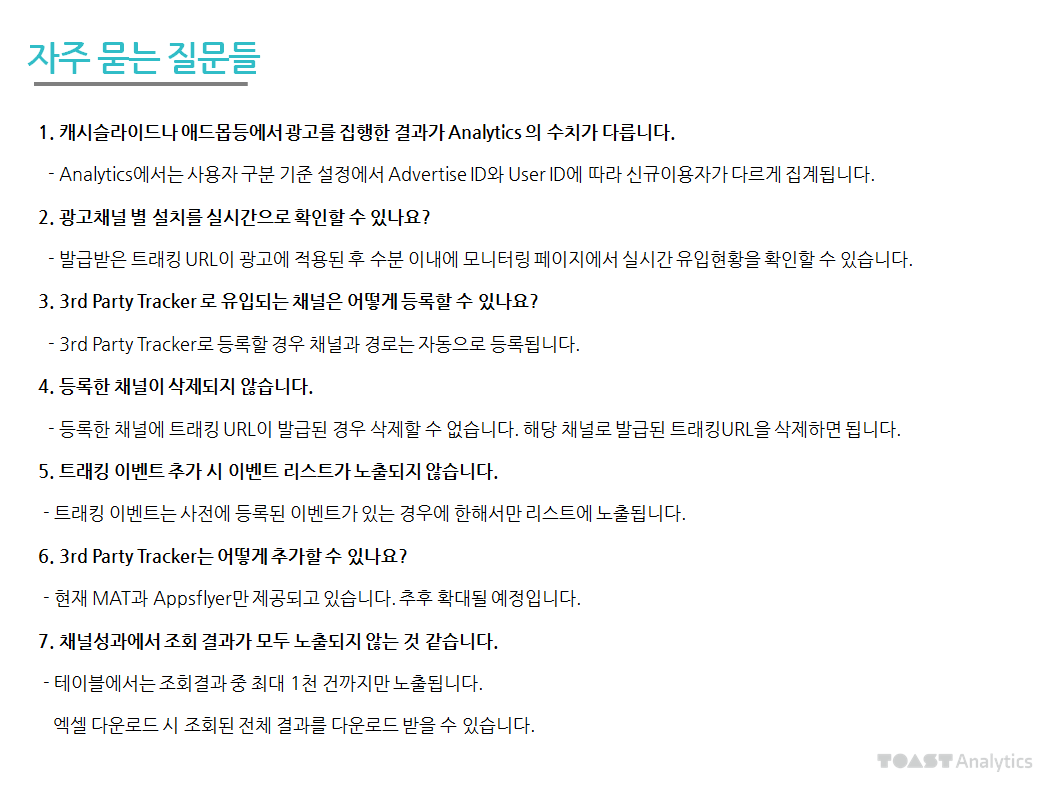 자주 묻는 질문들
1. 캐시슬라이드나 애드몹등에서 광고를 집행한 결과가 Analytics 의 수치가 다릅니다.
- Analytics에서는 사용자 구분 기준 설정에서 Advertise ID와 User ID에 따라 신규이용자가 다르게 집계됩니다.
2. 광고채널 별 설치를 실시간으로 확인할 수 있나요?
- 발급받은 트래킹 URL이 광고에 적용된 후 수분 이내에 모니터링 페이지에서 실시간 유입현황을 확인할 수 있습니다.
3. 3rd Party Tracker 로 유입되는 채널은 어떻게 등록할 수 있나요?
- 3rd Party Tracker로 등록할 경우 채널과 경로는 자동으로 등록됩니다.
4. 등록한 채널이 삭제되지 않습니다.
- 등록한 채널에 트래킹 URL이 발급된 경우 삭제할 수 없습니다. 해당 채널로 발급된 트래킹URL을 삭제하면 됩니다.
5. 트래킹 이벤트 추가 시 이벤트 리스트가 노출되지 않습니다.
- 트래킹 이벤트는 사전에 등록된 이벤트가 있는 경우에 한해서만 리스트에 노출됩니다.
6. 3rd Party Tracker는 어떻게 추가할 수 있나요?
- 현재 MAT과 Appsflyer만 제공되고 있습니다. 추후 확대될 예정입니다.
7. 채널성과에서 조회 결과가 모두 노출되지 않는 것 같습니다.
- 테이블에서는 조회결과 중 최대 1천 건까지만 노출됩니다.
엑셀 다운로드 시 조회된 전체 결과를 다운로드 받을 수 있습니다.
TOAST Analytics